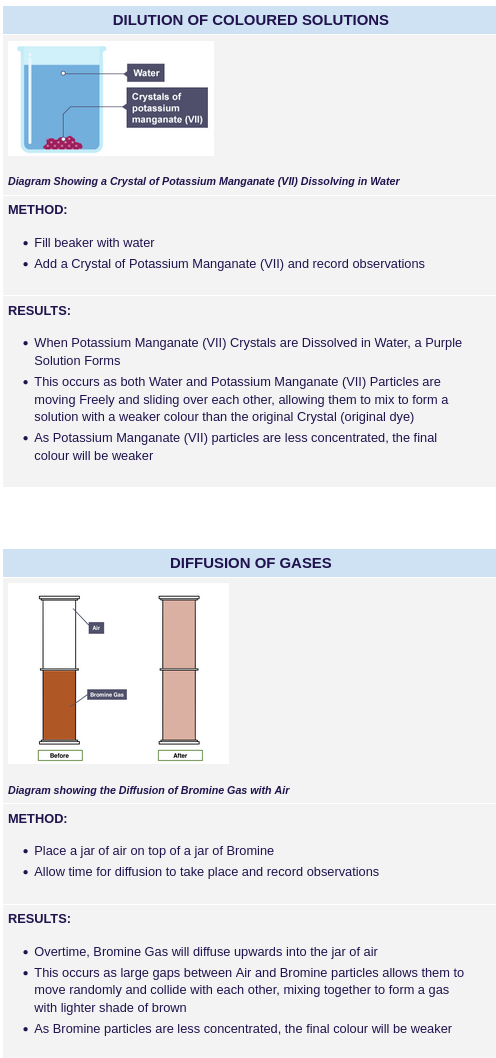 DILUTION OF COLOURED SOLUTIONS
Water
Crystals of
potassium
manganate (VII)
Diagram Showing a Crystal of Potassium Manganate (VII) Dissolving in Water
METHOD:
• Fill beaker with water
• Add a Crystal of Potassium Manganate (VII) and record observations
RESULTS:
• When Potassium Manganate (VII) Crystals are Dissolved in Water, a Purple
Solution Forms
• This occurs as both Water and Potassium Manganate (VII) Particles are
moving Freely and sliding over each other, allowing them to mix to form a
solution with a weaker colour than the original Crystal (original dye)
• As Potassium Manganate (VII) particles are less concentrated, the final
colour will be weaker
DIFFUSION OF GASES
Air
Bromine Gas
Before
After
Diagram showing the Diffusion of Bromine Gas with Air
METHOD:
• Place a jar of air on top of a jar of Bromine
• Allow time for diffusion to take place and record observations
RESULTS:
• Overtime, Bromine Gas will diffuse upwards into the jar of air
• This occurs as large gaps between Air and Bromine particles allows them to
move randomly and collide with each other, mixing together to form a gas
with lighter shade of brown
• As Bromine particles are less concentrated, the final colour will be weaker